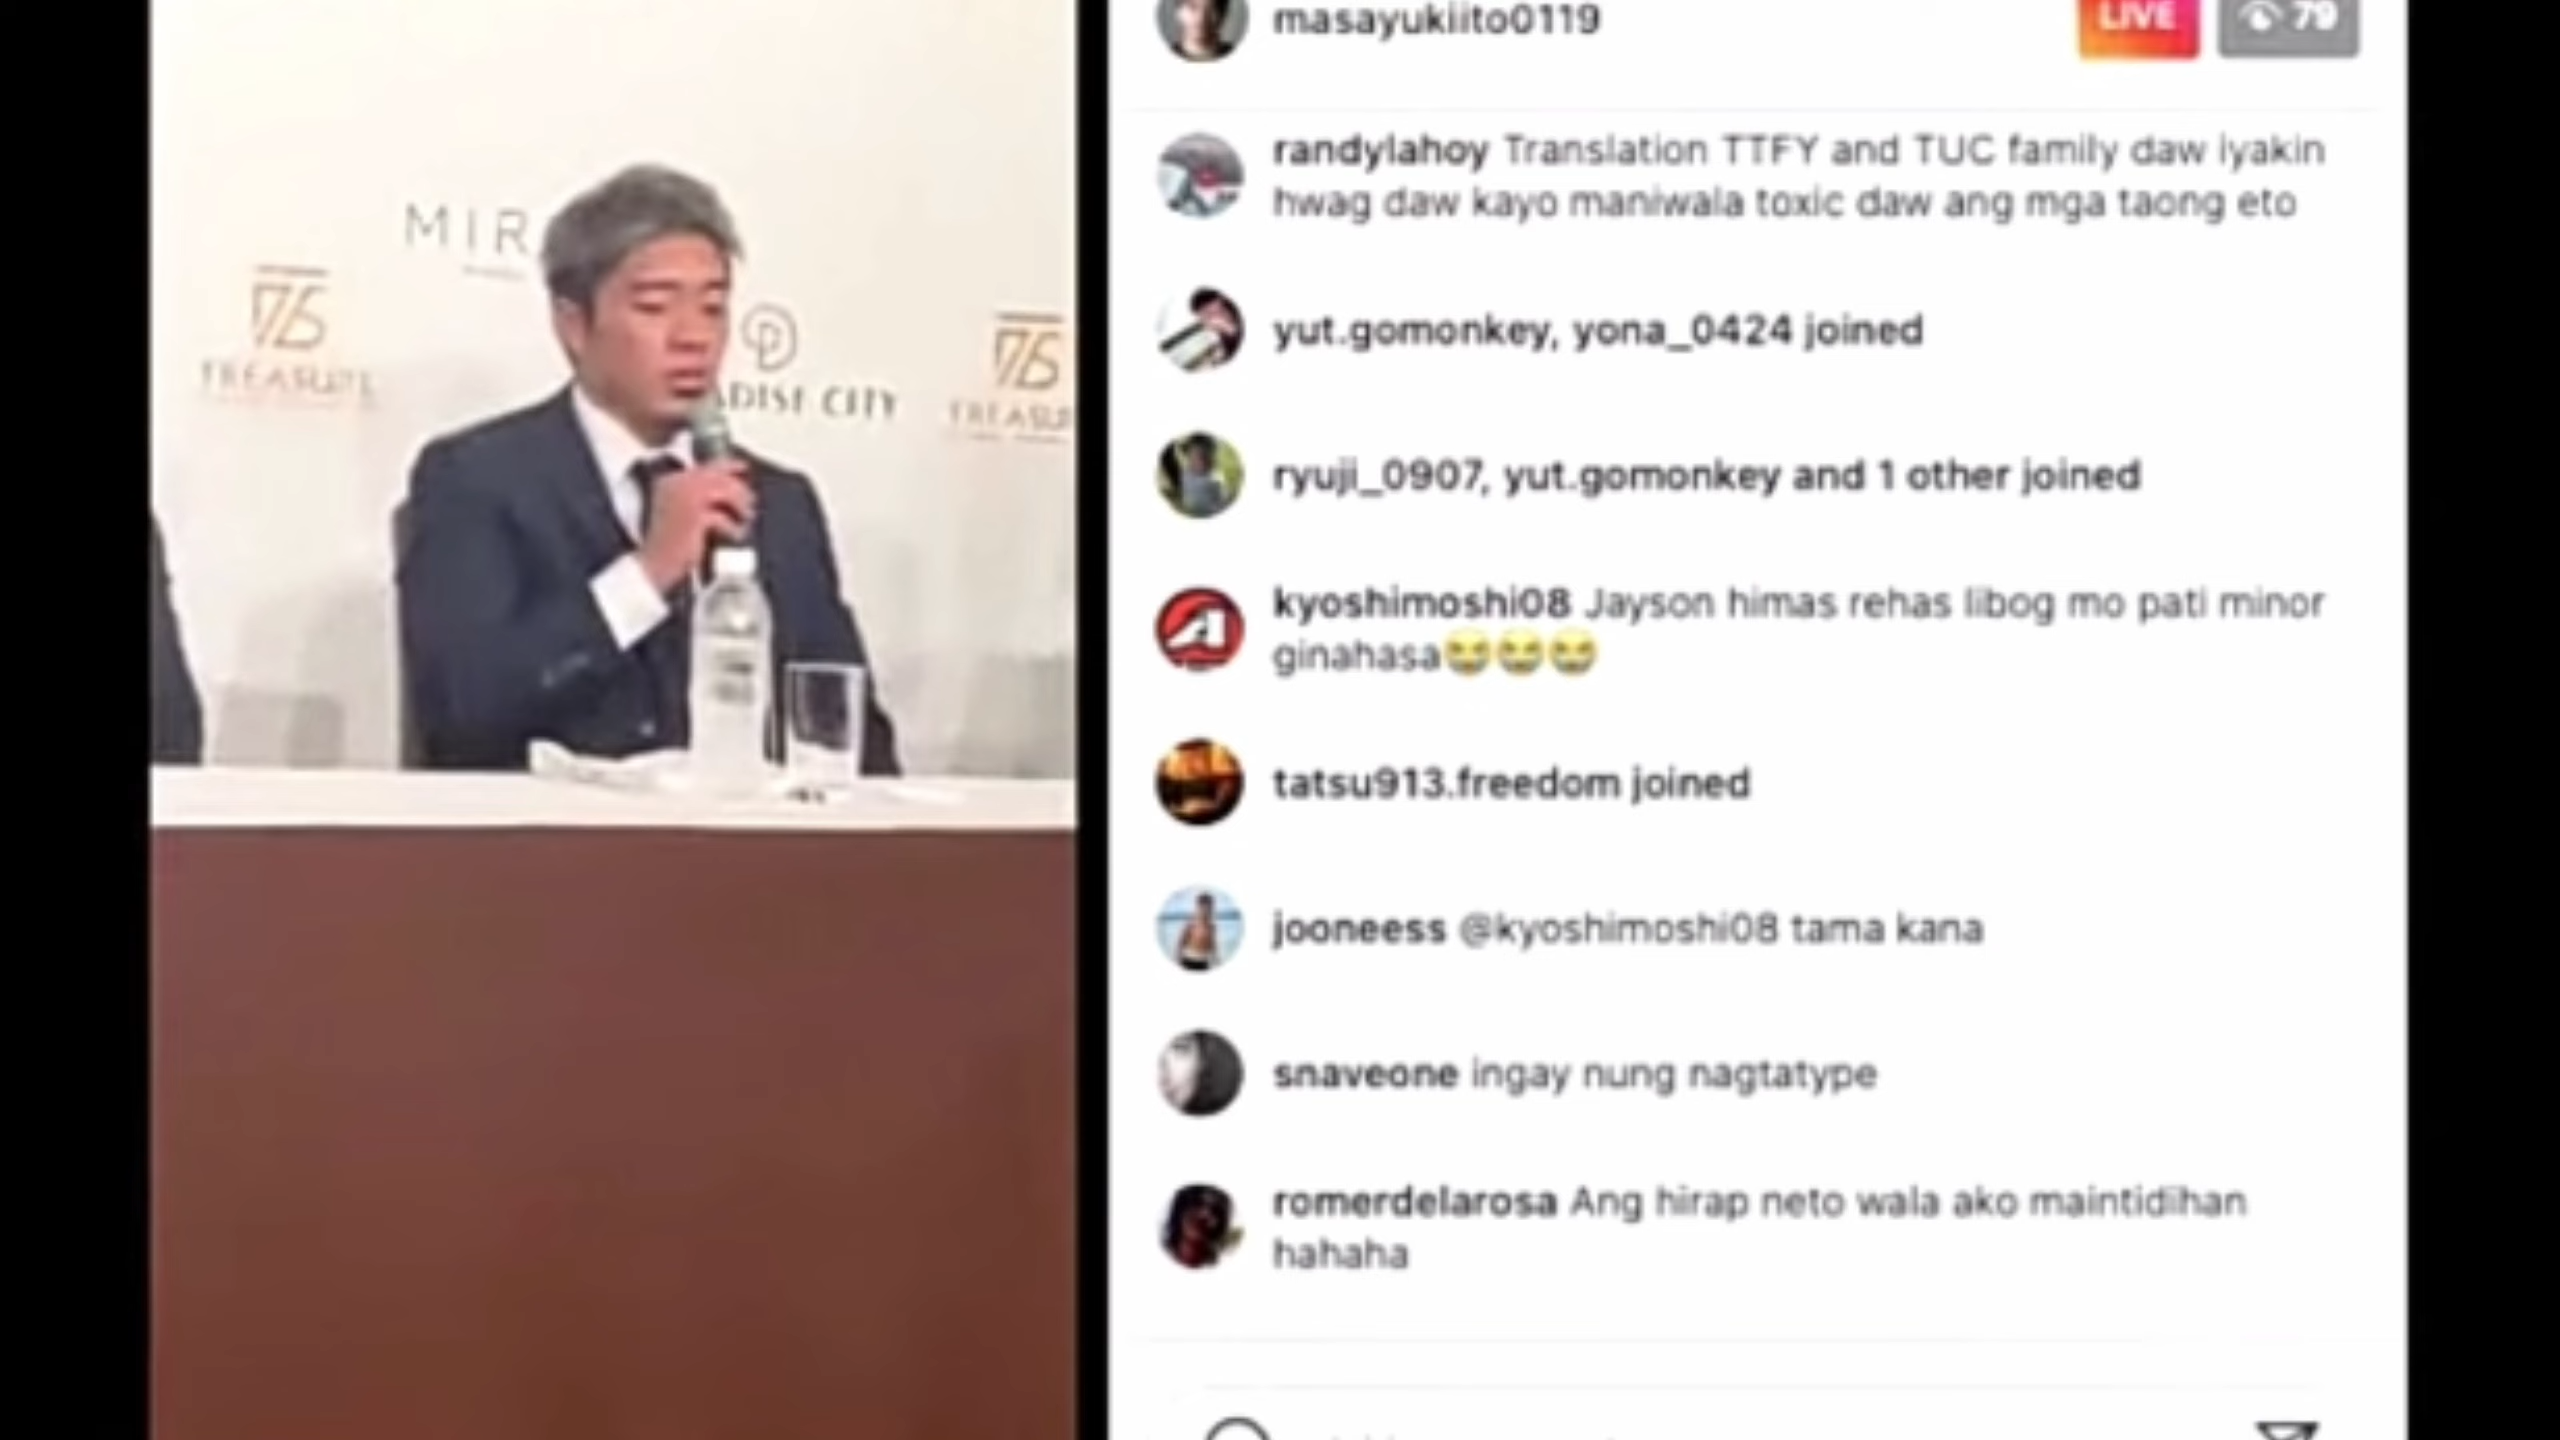 MIR
TREASURE
DISE CITY
masayukiito0119
LIVE
79
randylahoy Translation TTFY and TUC family daw iyakin
hwag daw kayo maniwala toxic daw ang mga taong eto
yut.gomonkey, yona_0424 joined
ryuji_0907, yut.gomonkey and 1 other joined
kyoshimoshi08 Jayson himas rehas libog mo pati minor
ginahasa😂😂😂
tatsu913.freedom joined
jooneess @kyoshimoshi08 tama kana
snaveone ingay nung nagtatype
romerdelarosa Ang hirap neto wala ako maintidihan
hahaha